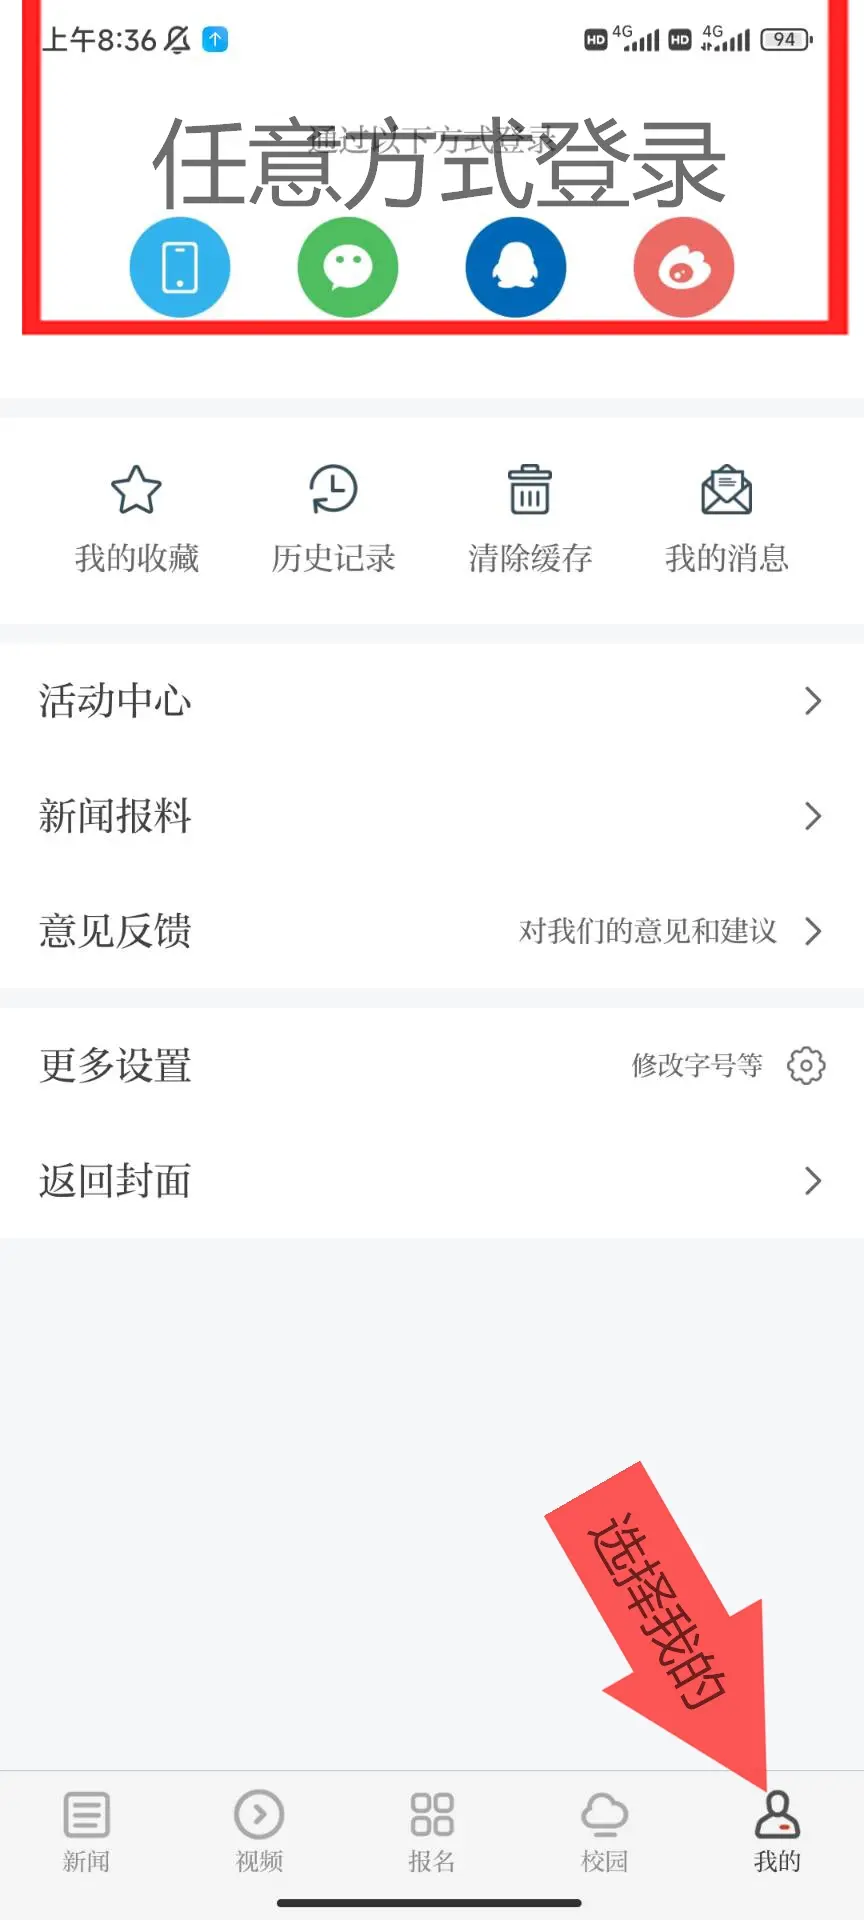 上午8:36
HD 4G HD 4G 94
通过以下方式登录
任意方式登录
我的收藏 历史记录 清除缓存 我的消息
活动中心
新闻报料
意见反馈 对我们的意见和建议
更多设置 修改字号等
返回封面
选择我的
新闻 视频 报名 校园 我的